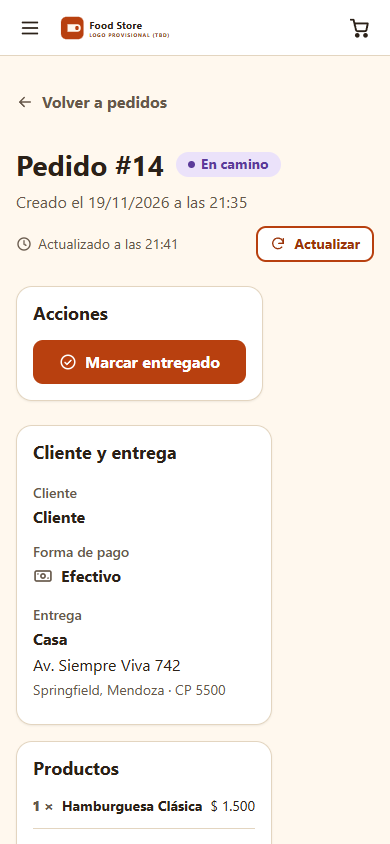 Food Store
LOGO PROVISIONAL (TBD)
Volver a pedidos
Pedido #14
En camino
Creado el 19/11/2026 a las 21:35
Actualizado a las 21:41
Actualizar
Acciones
Marcar entregado
Cliente y entrega
Cliente
Cliente
Forma de pago
Efectivo
Entrega
Casa
Av. Siempre Viva 742
Springfield, Mendoza · CP 5500
Productos
1 × Hamburguesa Clásica $ 1.500